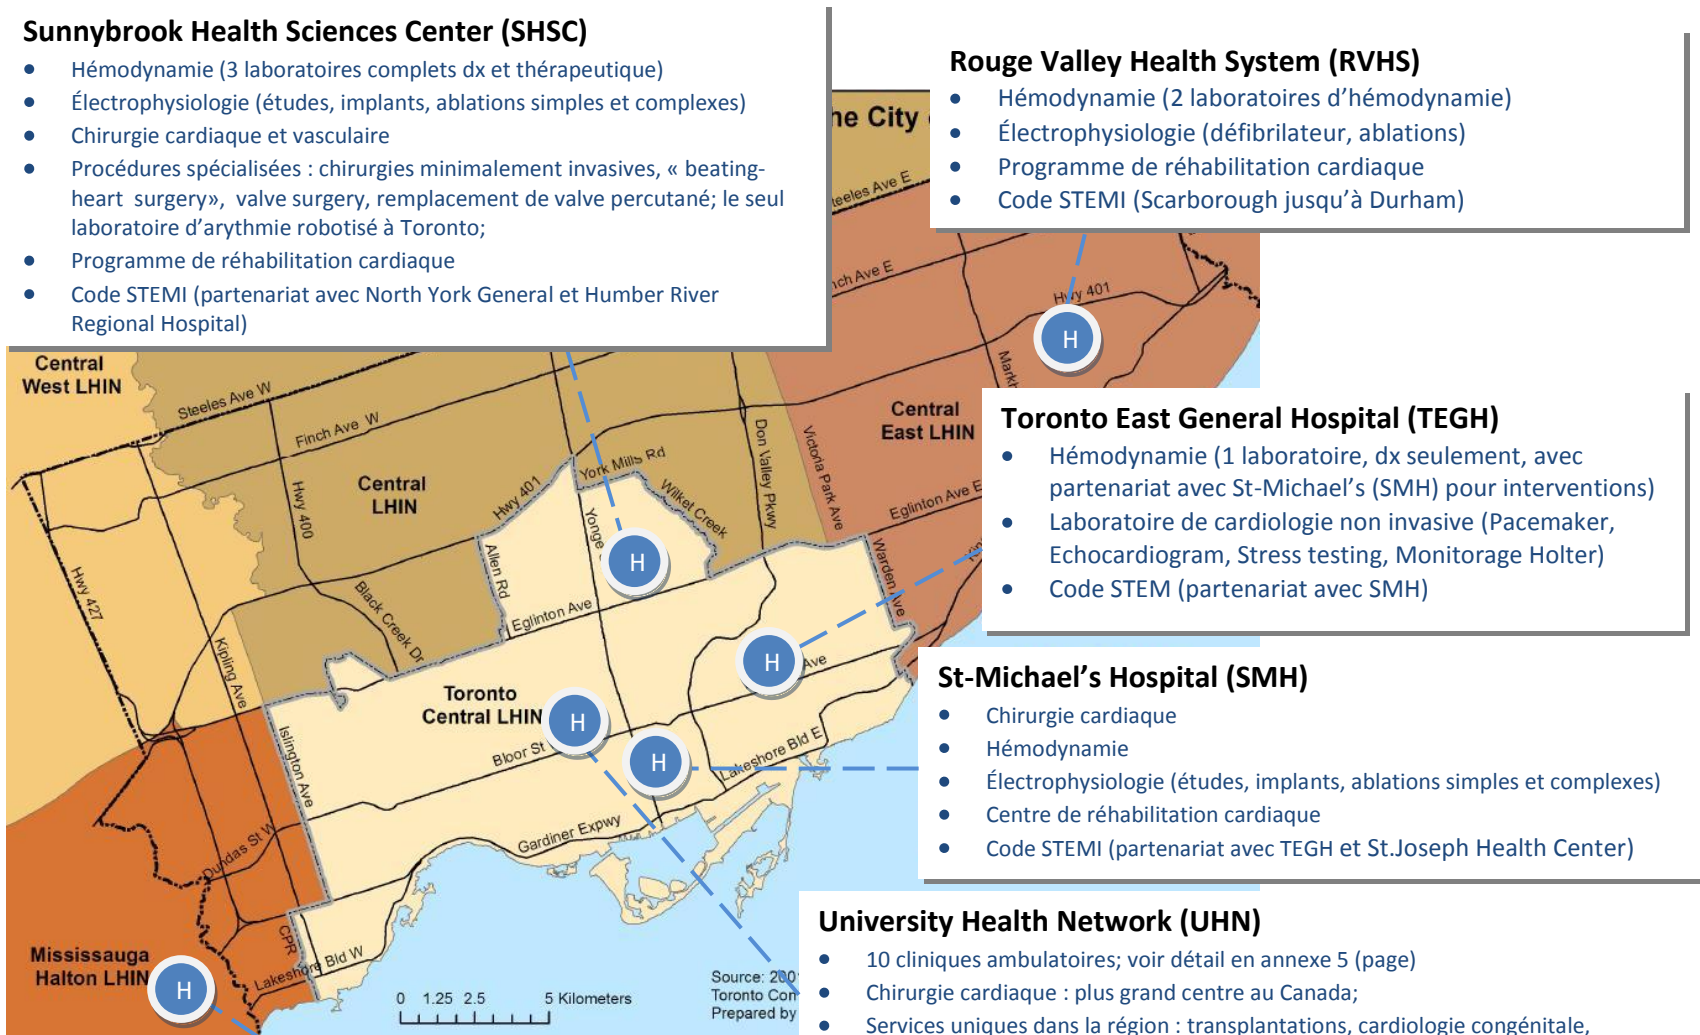 Sunnybrook Health Sciences Center (SHSC)
• Hémodynamie (3 laboratoires complets dx et thérapeutique)
• Électrophysiologie (études, implants, ablations simples et complexes)
• Chirurgie cardiaque et vasculaire
• Procédures spécialisées : chirurgies minimalement invasives, « beating-
heart surgery», valve surgery, remplacement de valve percutané; le seul
laboratoire d'arythmie robotisé à Toronto;
• Programme de réhabilitation cardiaque
• Code STEMI (partenariat avec North York General et Humber River
Regional Hospital)
Rouge Valley Health System (RVHS)
• Hémodynamie (2 laboratoires d'hémodynamie)
• Électrophysiologie (défibrilateur, ablations)
• Programme de réhabilitation cardiaque
• Code STEMI (Scarborough jusqu'à Durham)
he City
teeles Ave E
nch Ave E
Hwy 401
H
Markh
Central
West LHIN
Steeles Ave W
Finch Ave W
Central
LHIN
Hwy 400
Hwy 401
York Mills Rd
Wilket Creek
Don Valley Pkwy
Victoria Park Ave
Central
East LHIN
Eglinton Ave E
Toronto East General Hospital (TEGH)
• Hémodynamie (1 laboratoire, dx seulement, avec
partenariat avec St-Michael's (SMH) pour interventions)
• Laboratoire de cardiologie non invasive (Pacemaker,
Echocardiogram, Stress testing, Monitorage Holter)
• Code STEM (partenariat avec SMH)
Hwy 427
Kipling Ave
Black Creek Dr
Allen Rd
Yonge
H
Eglinton Ave
Warden Ave
H
Ave
Toronto
Central LHIN
H
Bloor St
H
Lakeshore Bld E
Islington Ave
Gardiner Expwy
Dundas St W
St-Michael's Hospital (SMH)
• Chirurgie cardiaque
• Hémodynamie
• Électrophysiologie (études, implants, ablations simples et complexes)
• Centre de réhabilitation cardiaque
• Code STEMI (partenariat avec TEGH et St.Joseph Health Center)
CPR
Mississauga
Halton LHIN
H
Lakeshore Bld W
0 1.25 2.5 5 Kilometers
Source: 200
Toronto Con
Prepared by
University Health Network (UHN)
• 10 cliniques ambulatoires; voir détail en annexe 5 (page)
• Chirurgie cardiaque : plus grand centre au Canada;
• Services uniques dans la région : transplantations, cardiologie congénitale,